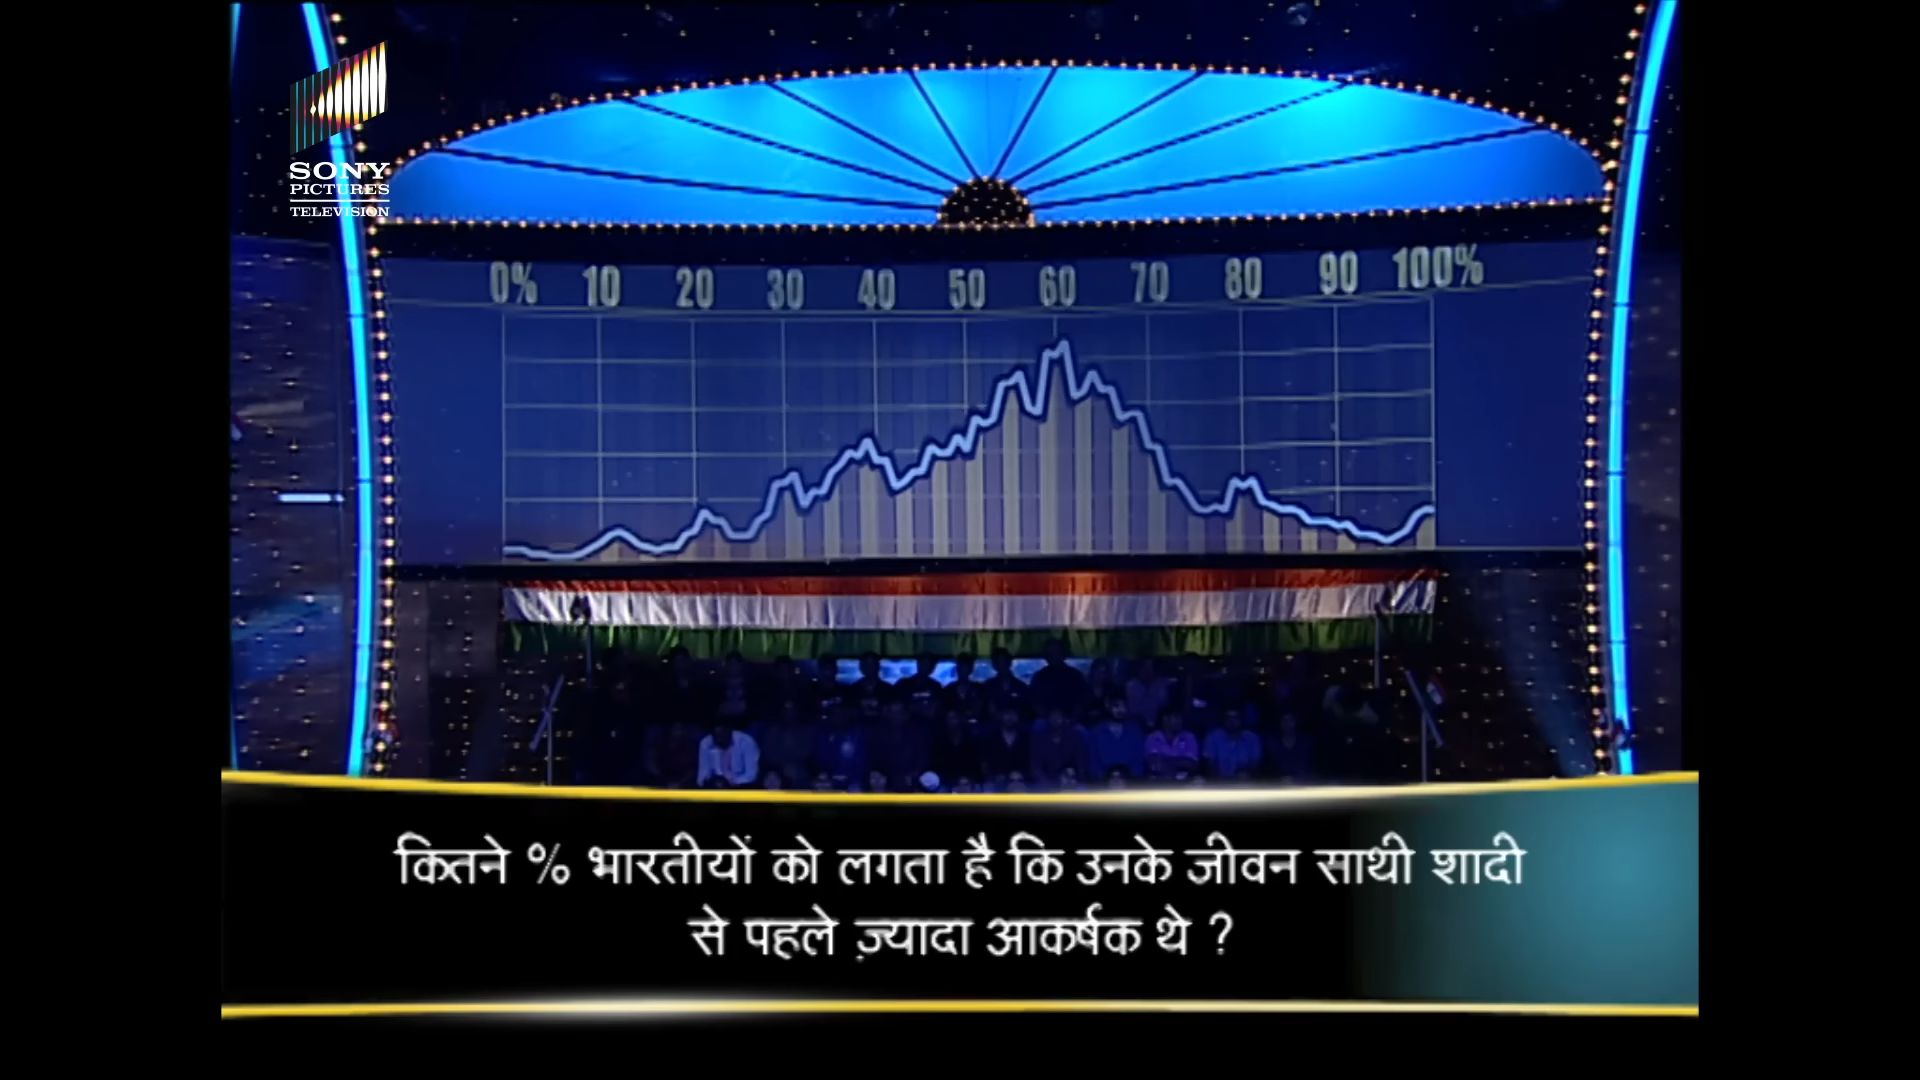 SONY
PICTURES
TELEVISION
0% 10 20 30 40 50 60 70 80 90 100%
कितने % भारतीयों को लगता है कि उनके जीवन साथी शादी
से पहले ज़्यादा आकर्षक थे ?